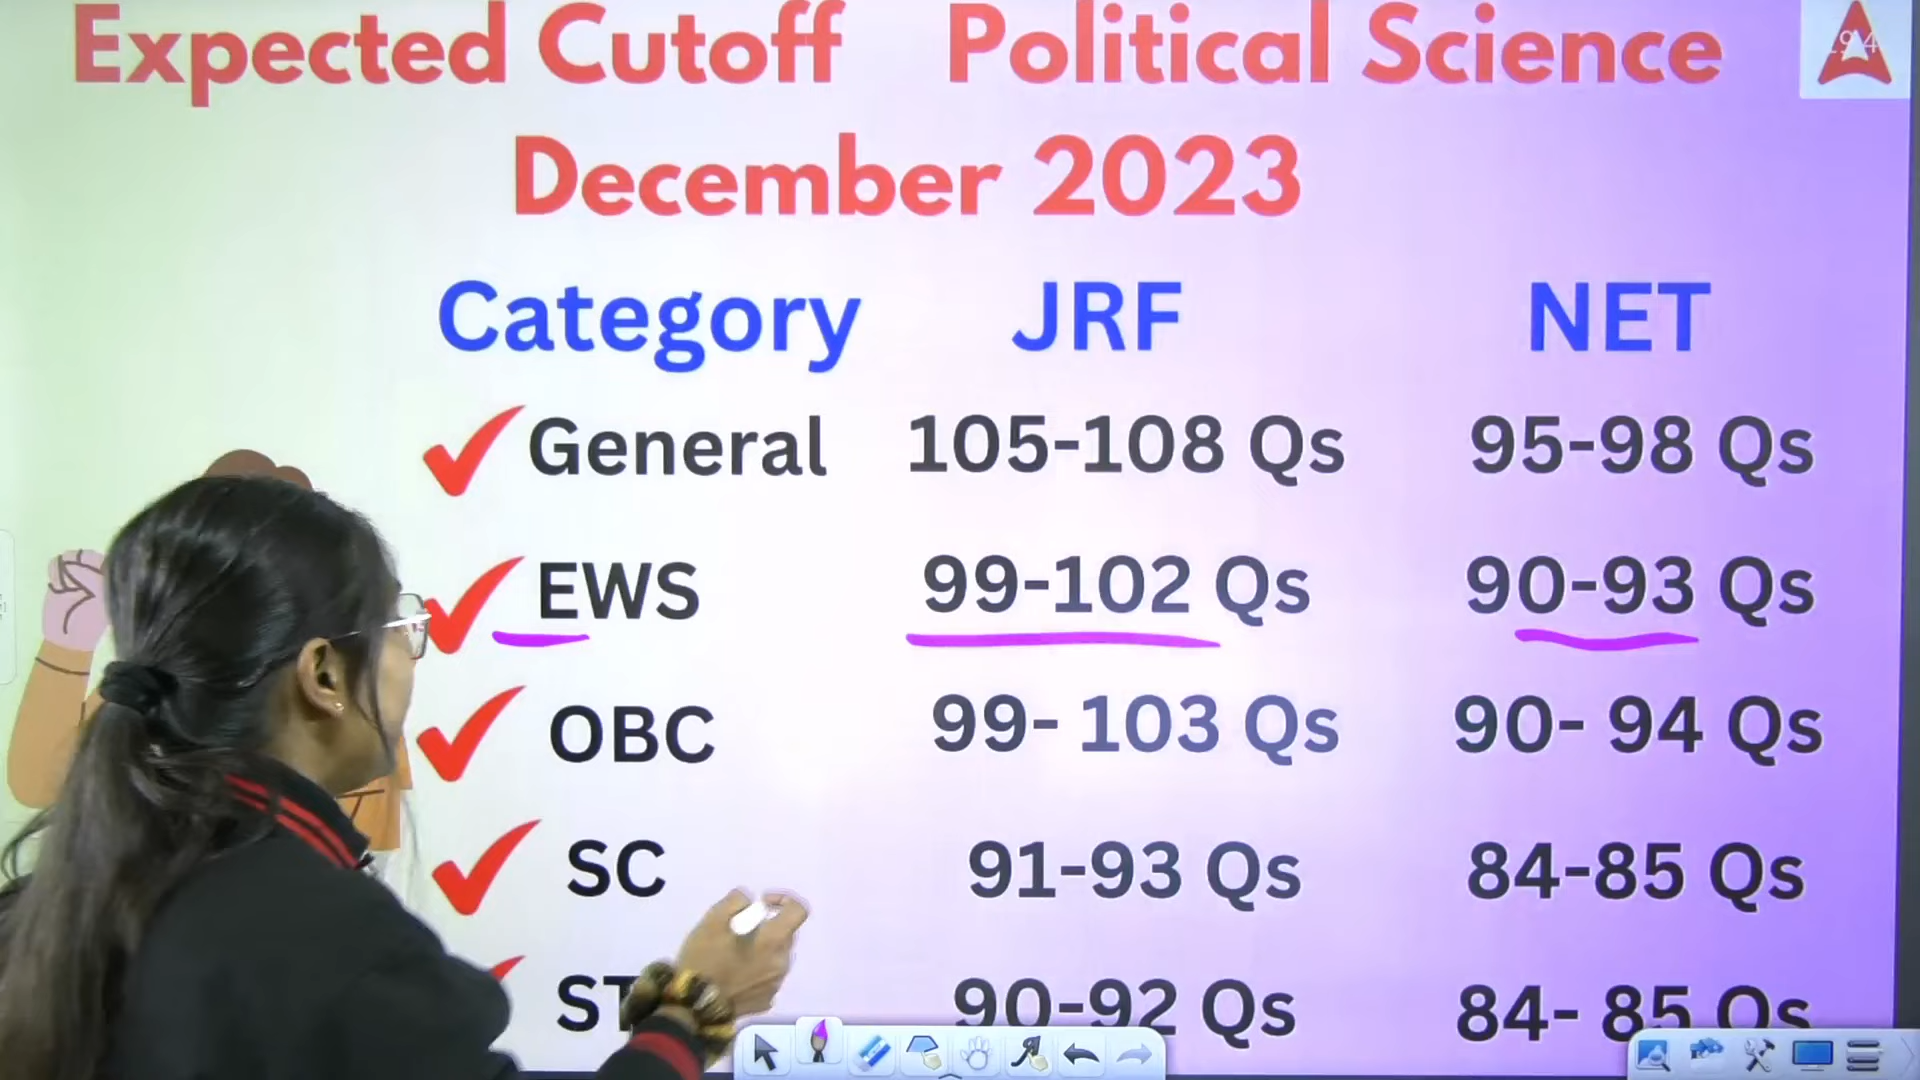 Expected Cutoff Political Science
December 2023
Category JRF NET
General 105-108 Qs 95-98 Qs
EWS 99-102 Qs 90-93 Qs
OBC 99- 103 Qs 90- 94 Qs
SC 91-93 Qs 84-85 Qs
ST 90-92 Qs 84- 85 Qs